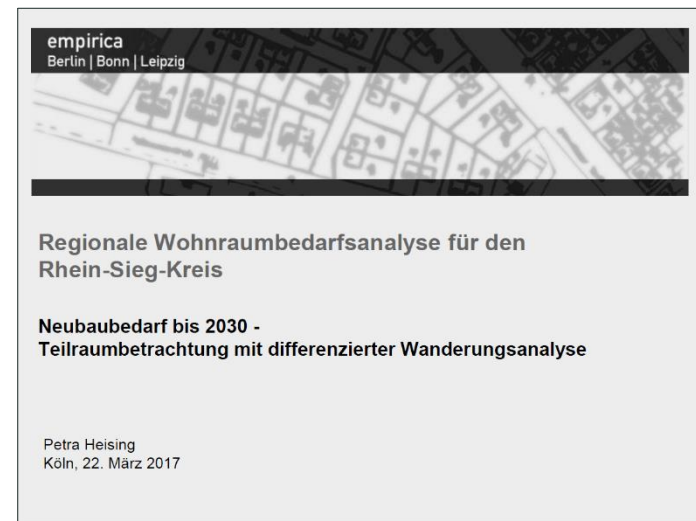 empirica
Berlin | Bonn | Leipzig
Regionale Wohnraumbedarfsanalyse für den
Rhein-Sieg-Kreis
Neubaubedarf bis 2030 -
Teilraumbetrachtung mit differenzierter Wanderungsanalyse
Petra Heising
Köln, 22. März 2017